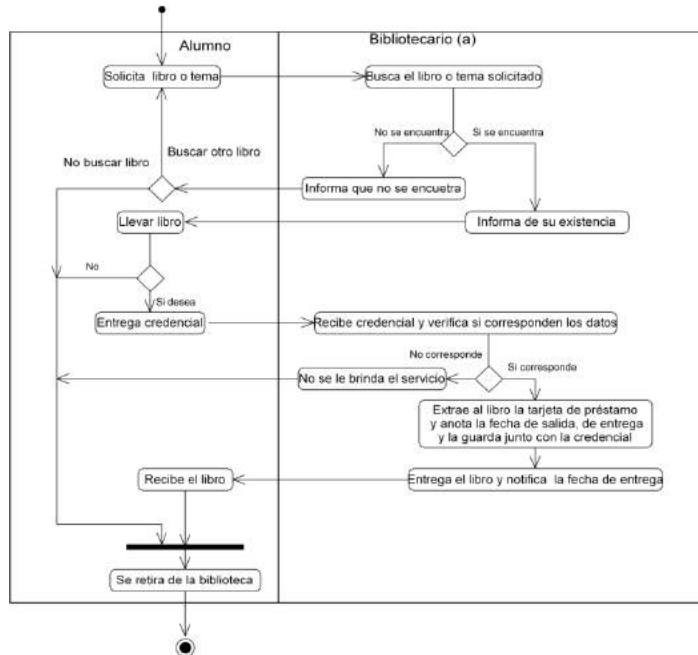 Alumno
Bibliotecario (a)
Solicita libro o tema
Busca el libro o tema solicitado
No se encuentra
Si se encuentra
Buscar otro libro
No buscar libro
Informa que no se encuetra
Llevar libro
Informa de su existencia
No
Si desea
Entrega credencial
Recibe credencial y verifica si corresponden los datos
No corresponde
Si corresponde
No se le brinda el servicio
Extrae al libro la tarjeta de préstamo
y anota la fecha de salida, de entrega
y la guarda junto con la credencial
Recibe el libro
Entrega el libro y notifica la fecha de entrega
Se retira de la biblioteca